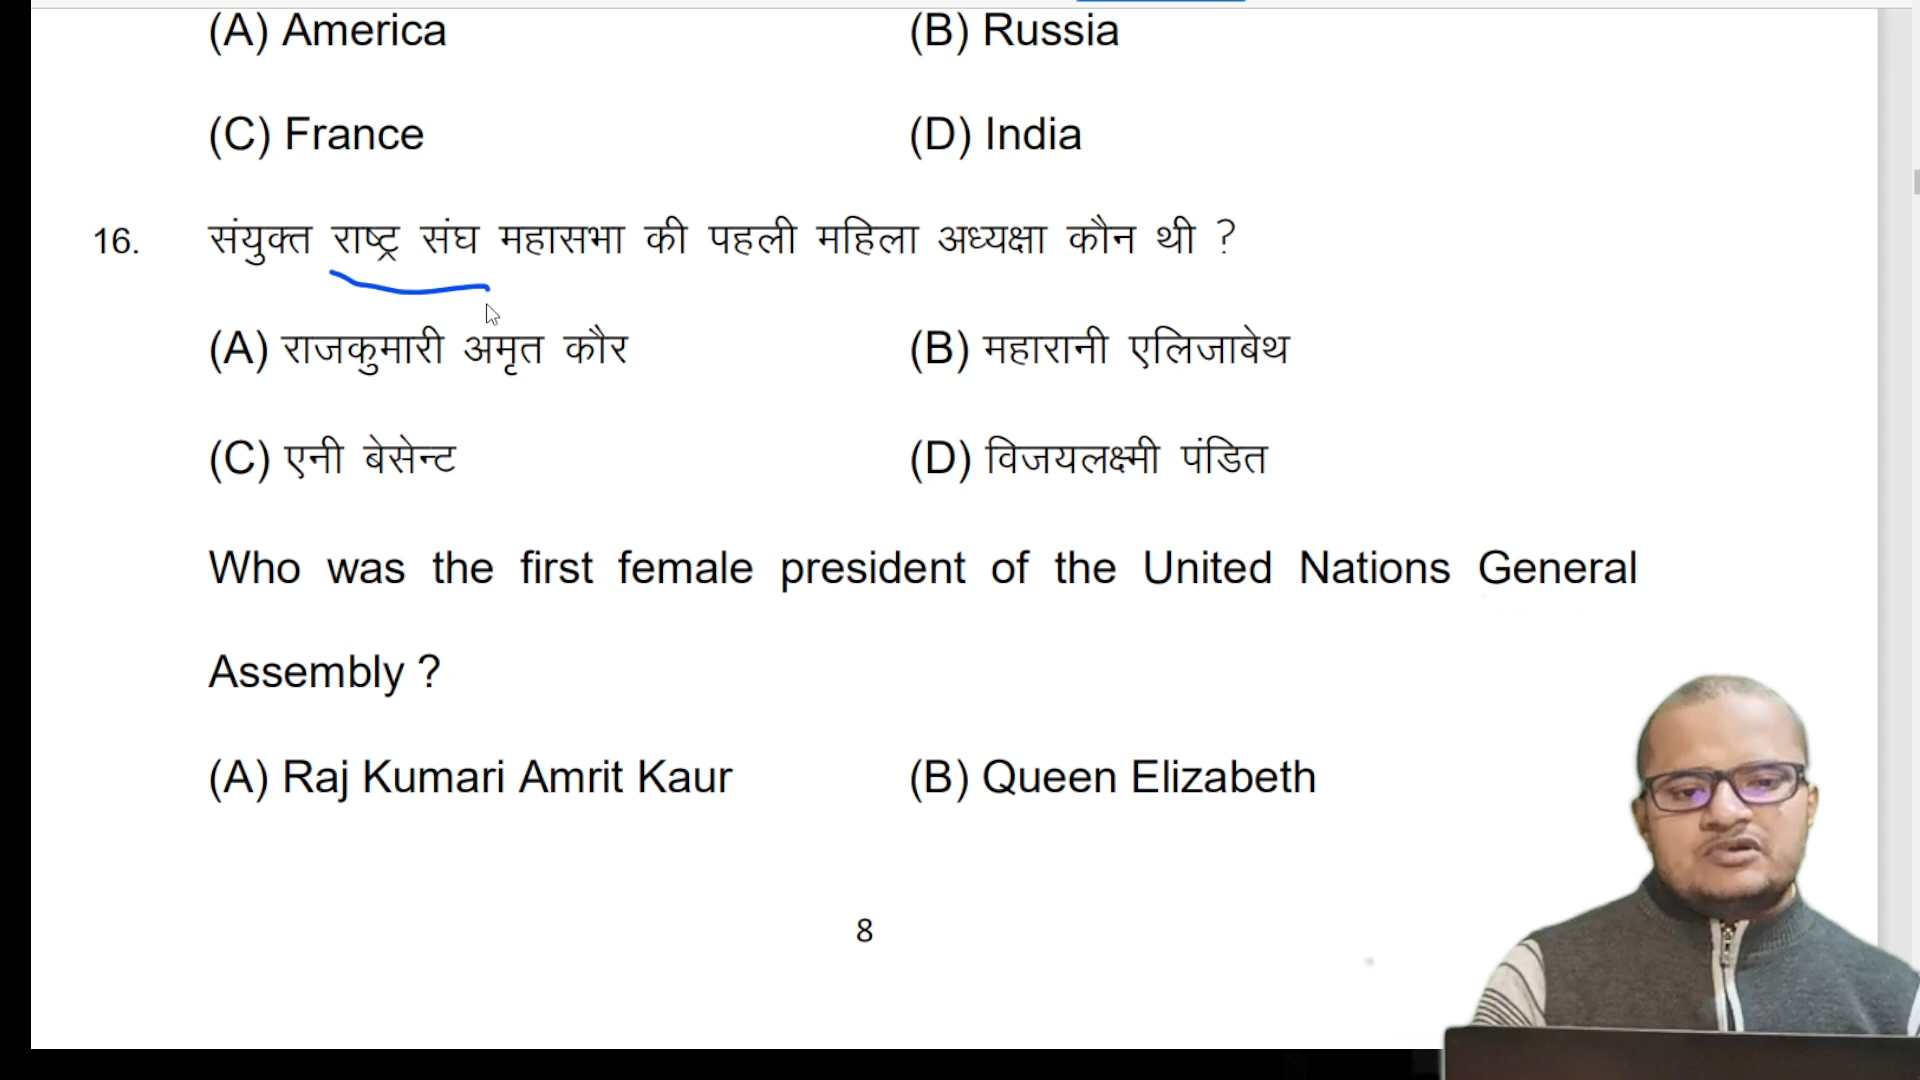 (A) America (B) Russia
(C) France (D) India
16. संयुक्त राष्ट्र संघ महासभा की पहली महिला अध्यक्षा कौन थी ?
(A) राजकुमारी अमृत कौर (B) महारानी एलिजाबेथ
(C) एनी बेसेन्ट (D) विजयलक्ष्मी पंडित
Who was the first female president of the United Nations General
Assembly ?
(A) Raj Kumari Amrit Kaur (B) Queen Elizabeth
8